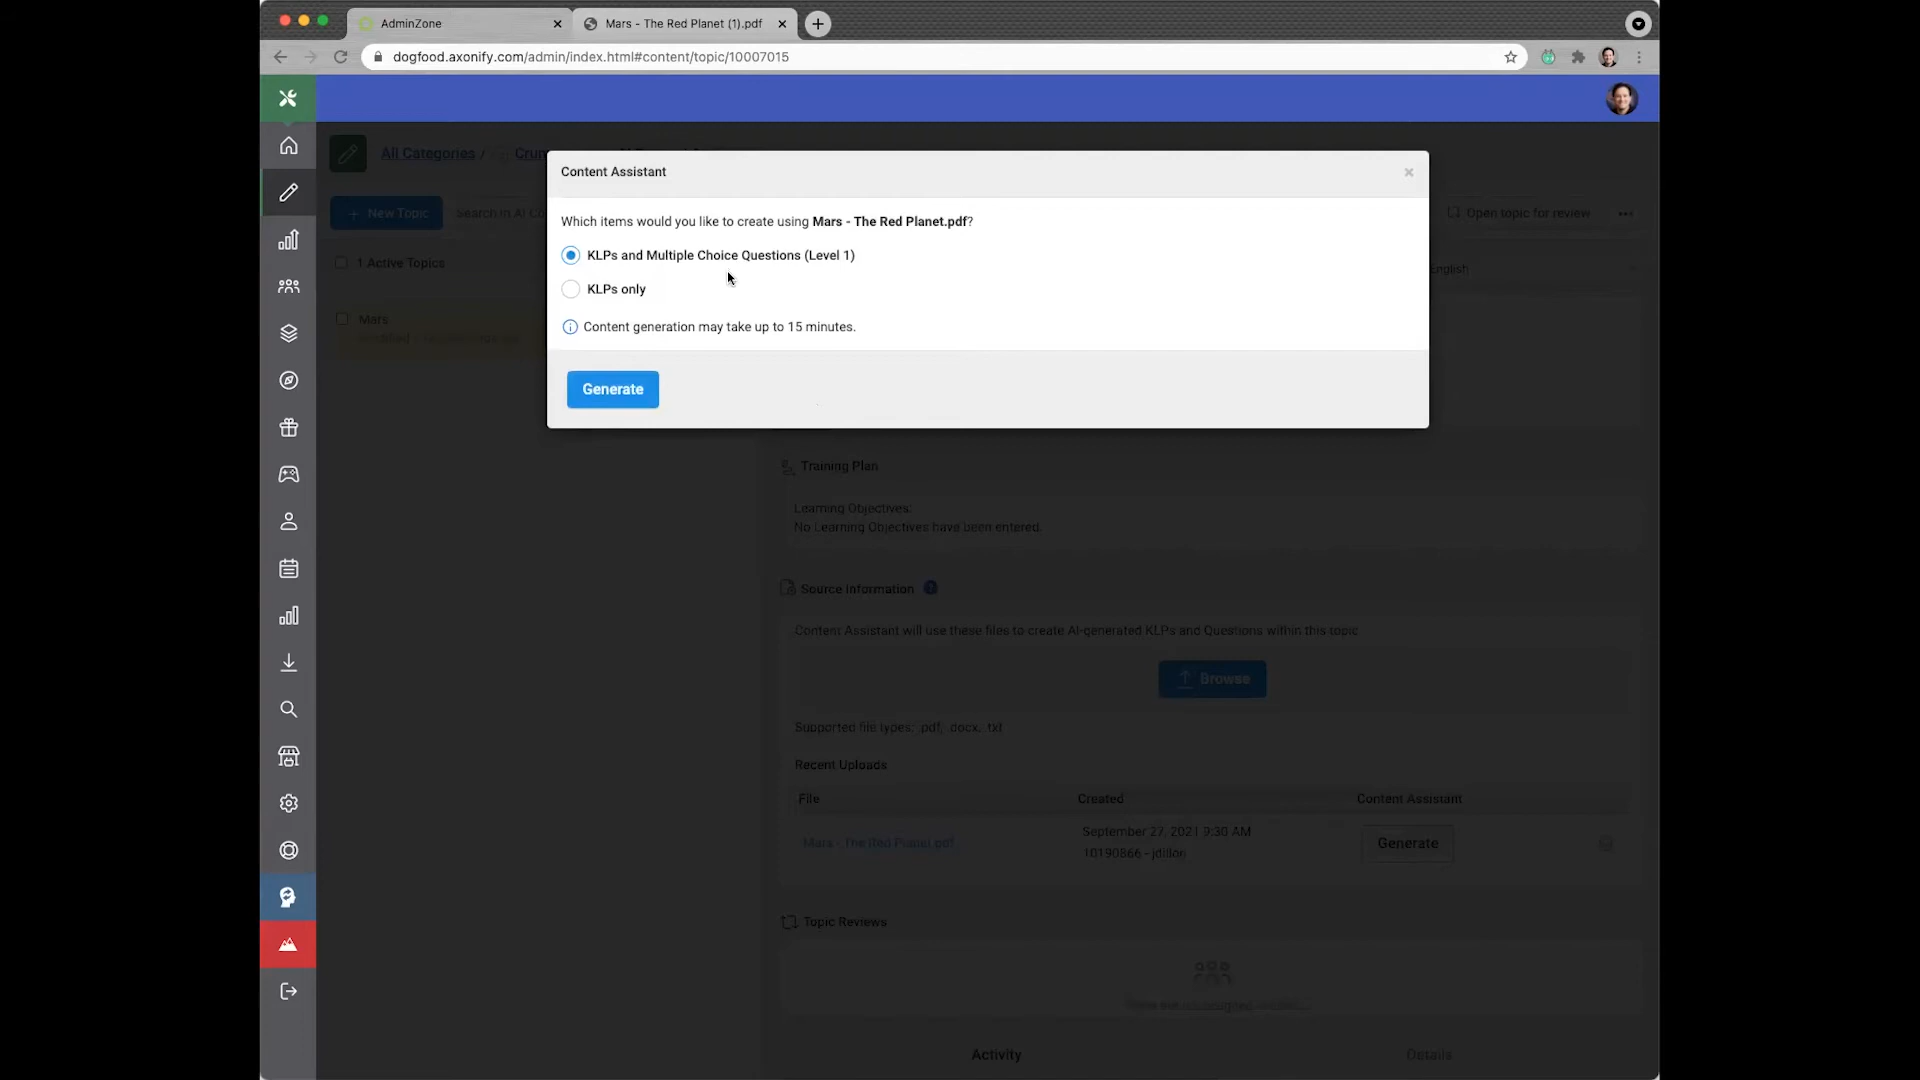 AdminZone
Mars - The Red Planet (1).pdf
dogfood.axonify.com/admin/index.html#content/topic/10007015
All Categories /
New Topic
Open topic for review
1 Active Topics
English
Mars
Content Assistant
Which items would you like to create using Mars - The Red Planet.pdf?
KLPs and Multiple Choice Questions (Level 1)
KLPs only
Content generation may take up to 15 minutes.
Generate
Training Plan
Learning Objectives:
No Learning Objectives have been entered.
Source Information
Content Assistant will use these files to create AI-generated KLPs and Questions within this topic
Browse
Supported file types: .pdf, .docx, .txt
Recent Uploads
File Created Content Assistant
Mars - The Red Planet.pdf
September 27, 2021 9:30 AM
10190866 - jdillon
Generate
Topic Reviews
Activity Details